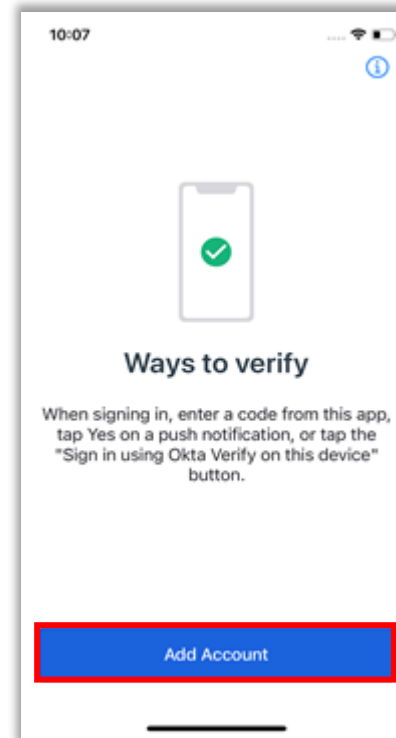 10:07
Ways to verify
When signing in, enter a code from this app,
tap Yes on a push notification, or tap the
"Sign in using Okta Verify on this device"
button.
Add Account